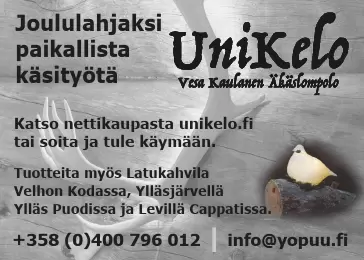 Joululahjaksi
paikallista
käsityötä
UniKelo
Vesa Kaulanen Äkäslompolo
Katso nettikaupasta unikelo.fi
tai soita ja tule käymään.
Tuotteita myös Latukahvila
Velhon Kodassa, Ylläsjärvellä
Ylläs Puodissa ja Levillä Cappatissa.
+358 (0)400 796 012 | info@yopuu.fi